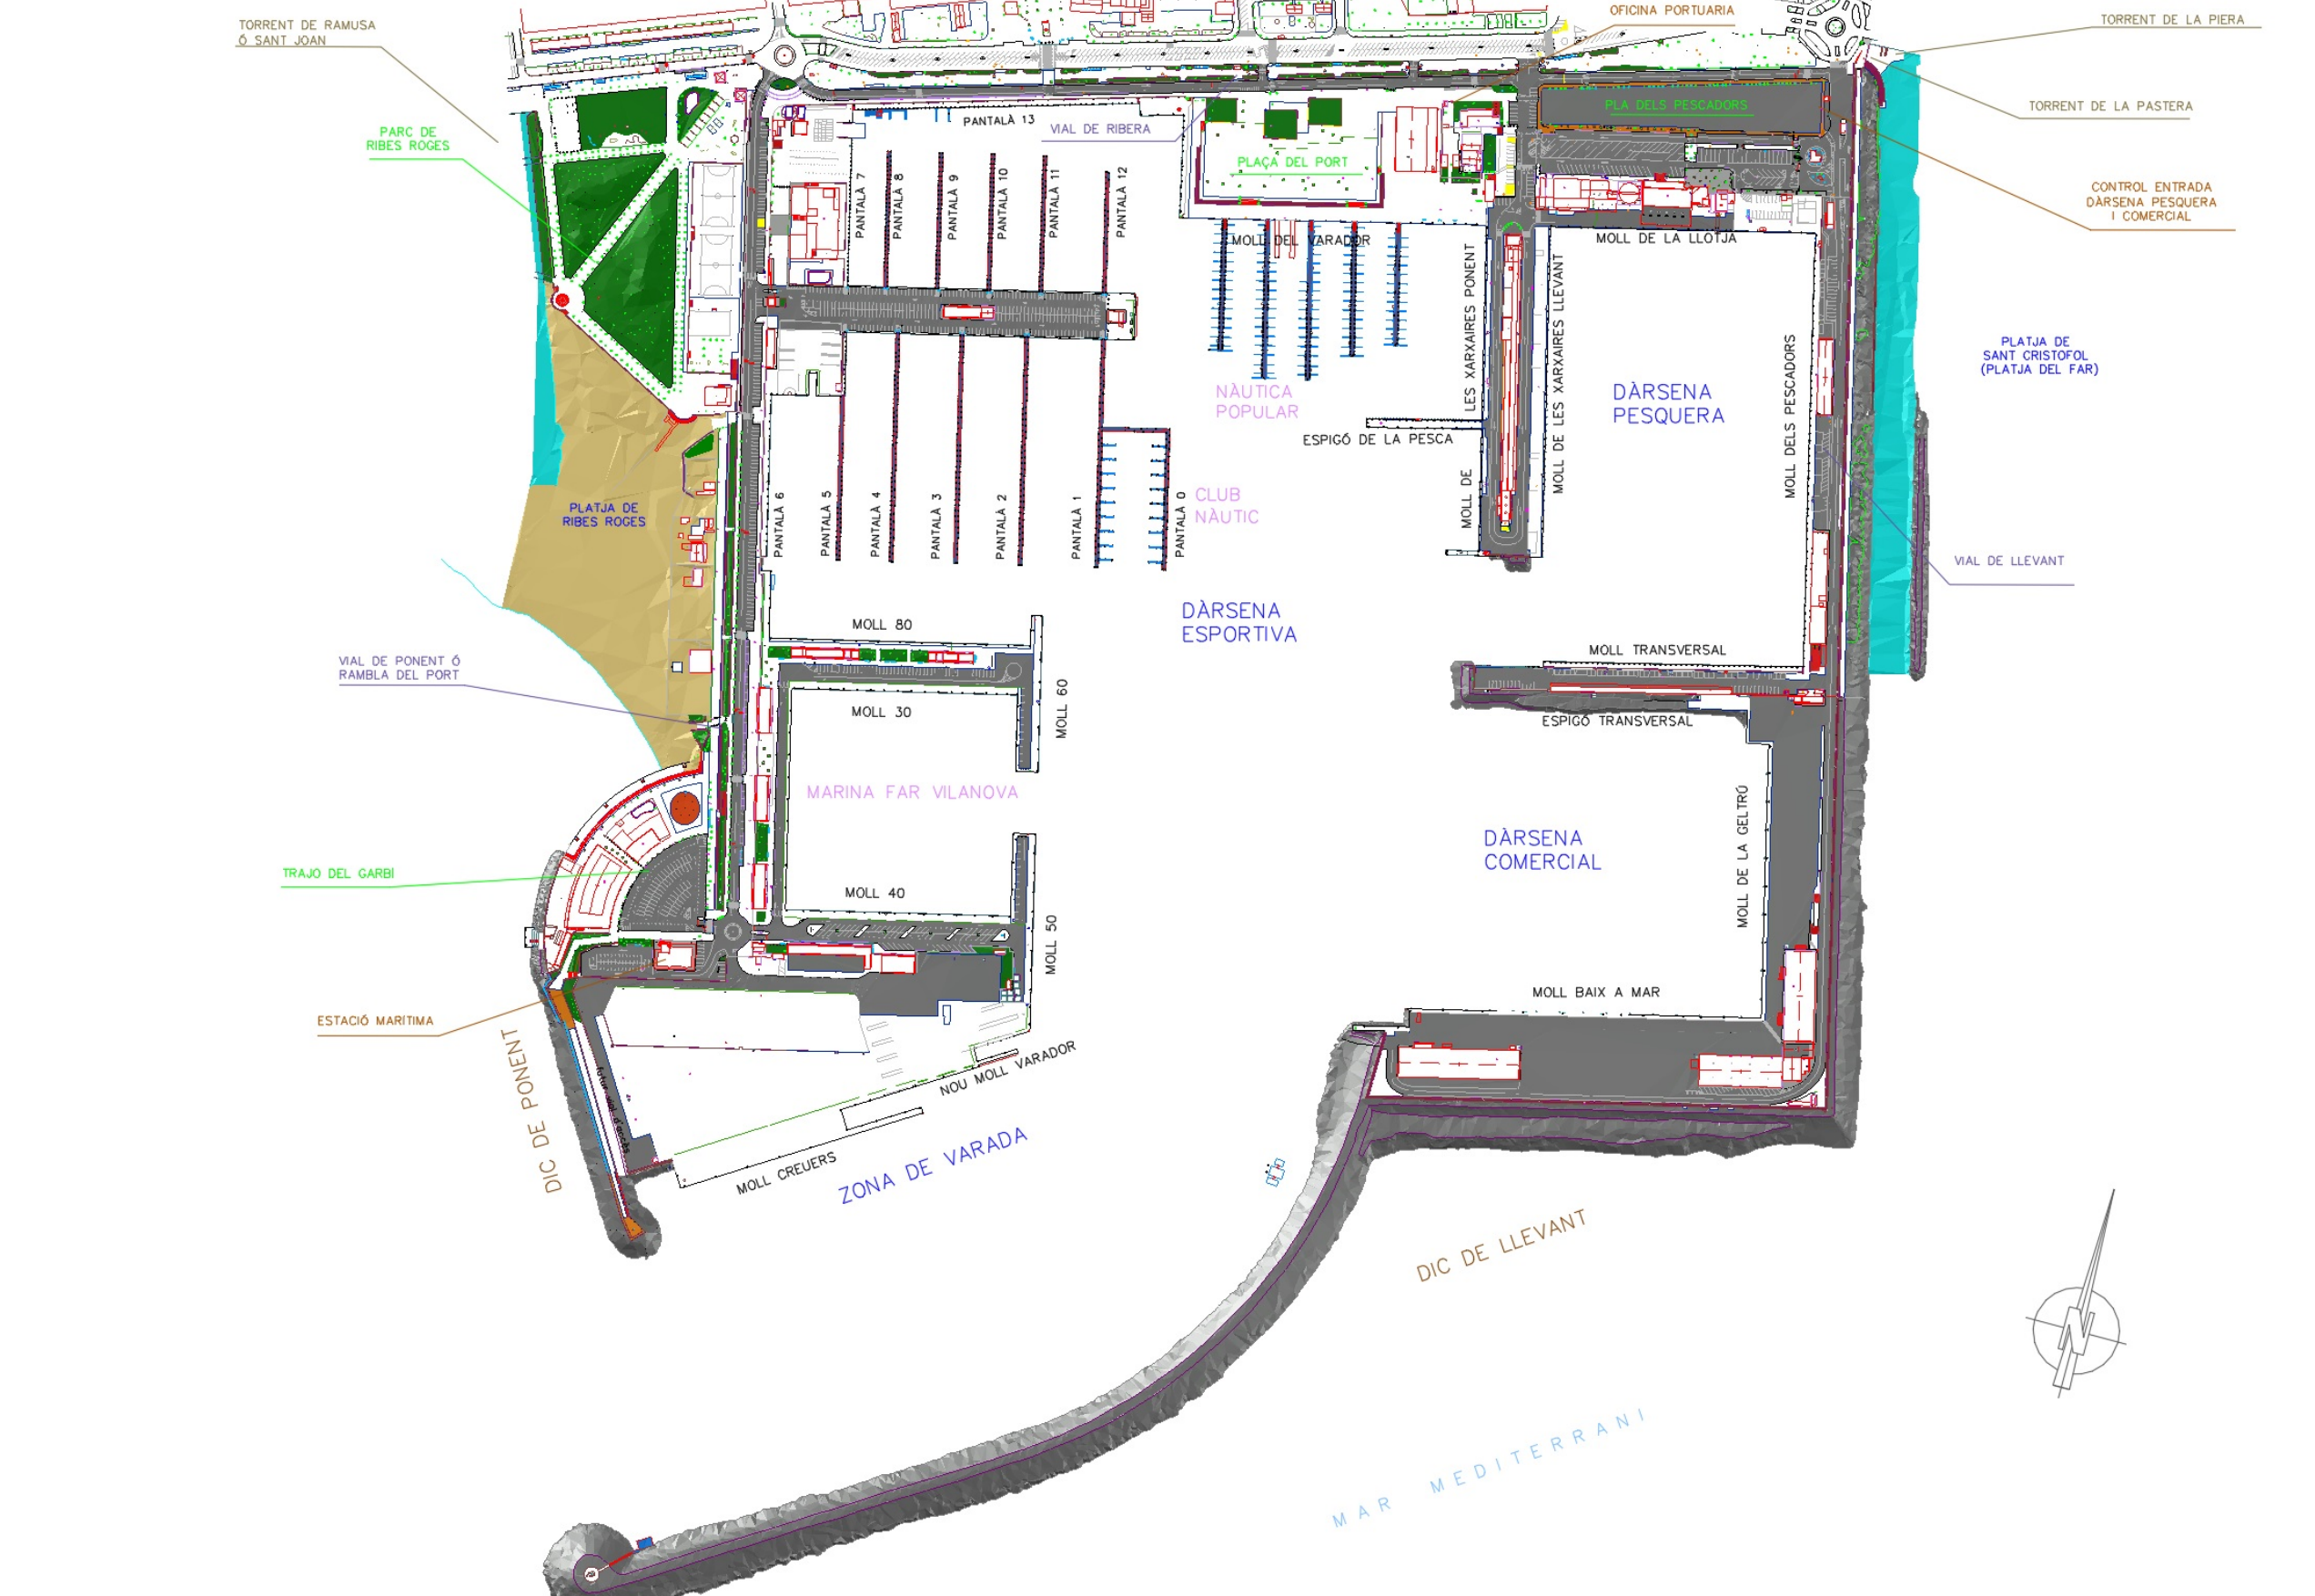 TORRENT DE RAMUSA
Ó SANT JOAN
OFICINA PORTUARIA
TORRENT DE LA PIERA
PARC DE
RIBES ROGES
PANTALÀ 13
VIAL DE RIBERA
PLA DELS PESCADORS
TORRENT DE LA PASTERA
PLAÇA DEL PORT
CONTROL ENTRADA
DÀRSENA PESQUERA
I COMERCIAL
PANTALÀ 7
PANTALÀ 8
PANTALÀ 9
PANTALÀ 10
PANTALÀ 11
PANTALÀ 12
MOLL DEL VARADOR
MOLL DE LA LLOTJA
MOLL DE LES XARXAIRES PONENT
MOLL DE LES XARXAIRES LLEVANT
MOLL DELS PESCADORS
PLATJA DE
SANT CRISTOFOL
(PLATJA DEL FAR)
NÀUTICA
POPULAR
DÀRSENA
PESQUERA
ESPIGÓ DE LA PESCA
PLATJA DE
RIBES ROGES
PANTALÀ 6
PANTALÀ 5
PANTALÀ 4
PANTALÀ 3
PANTALÀ 2
PANTALÀ 1
PANTALÀ 0
CLUB
NÀUTIC
VIAL DE LLEVANT
MOLL 80
DÀRSENA
ESPORTIVA
VIAL DE PONENT Ó
RAMBLA DEL PORT
MOLL TRANSVERSAL
MOLL 30
MOLL 60
ESPIGÓ TRANSVERSAL
MARINA FAR VILANOVA
DÀRSENA
COMERCIAL
MOLL DE LA GELTRÚ
TRAJO DEL GARBI
MOLL 40
MOLL 50
MOLL BAIX A MAR
ESTACIÓ MARITIMA
DIC DE PONENT
futur vial d'accès
NOU MOLL VARADOR
MOLL CREUERS
ZONA DE VARADA
DIC DE LLEVANT
N
MAR MEDITERRANI